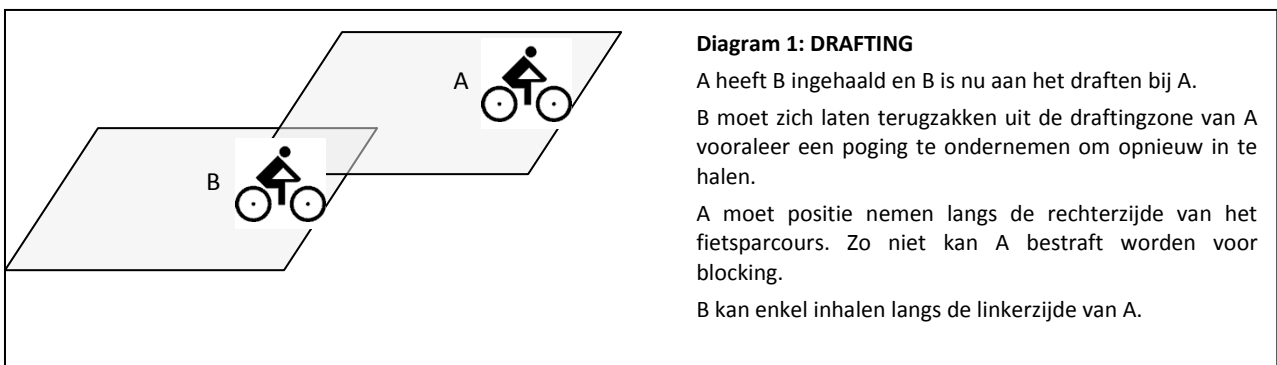 A
B
Diagram 1: DRAFTING
A heeft B ingehaald en B is nu aan het draften bij A.
B moet zich laten terugzakken uit de draftingzone van A
vooraleer een poging te ondernemen om opnieuw in te
halen.
A moet positie nemen langs de rechterzijde van het
fietsparcours. Zo niet kan A bestraft worden voor
blocking.
B kan enkel inhalen langs de linkerzijde van A.